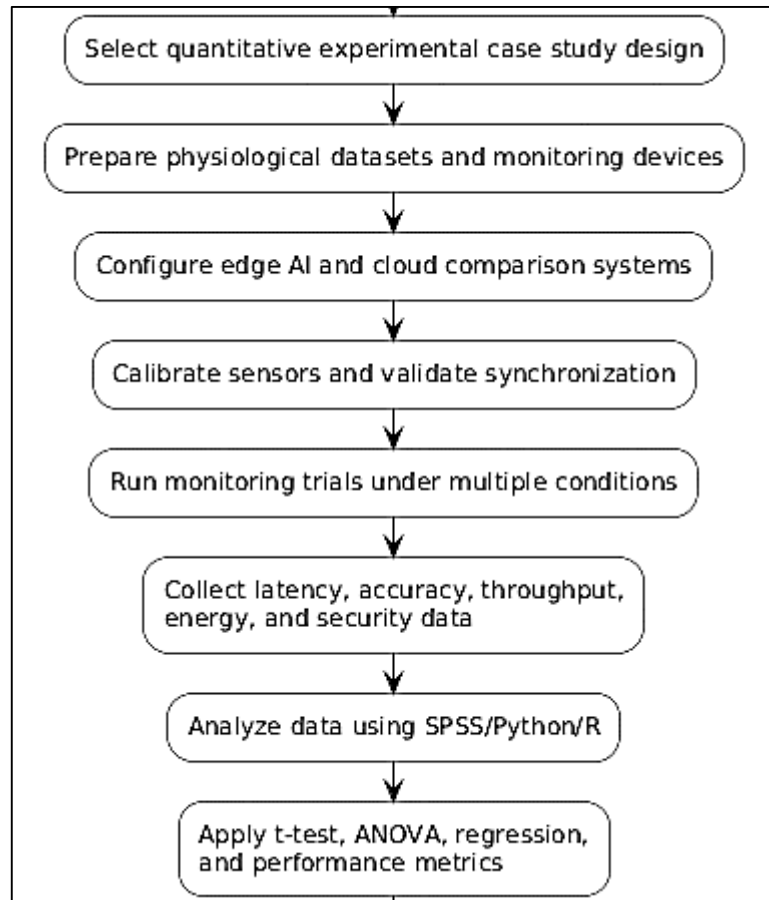 Select quantitative experimental case study design
Prepare physiological datasets and monitoring devices
Configure edge AI and cloud comparison systems
Calibrate sensors and validate synchronization
Run monitoring trials under multiple conditions
Collect latency, accuracy, throughput,
energy, and security data
Analyze data using SPSS/Python/R
Apply t-test, ANOVA, regression,
and performance metrics